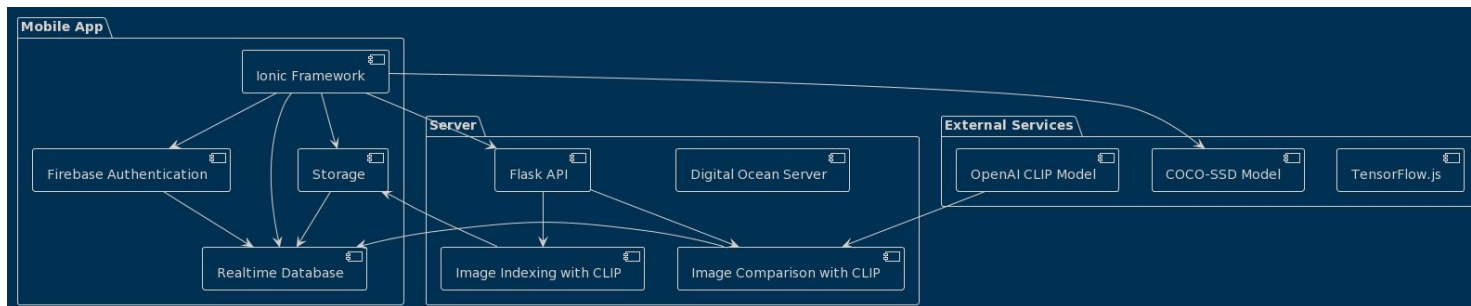 Mobile App
Ionic Framework
Server
External Services
Firebase Authentication
Storage
Flask API
Digital Ocean Server
OpenAI CLIP Model
COCO-SSD Model
TensorFlow.js
Realtime Database
Image Indexing with CLIP
Image Comparison with CLIP